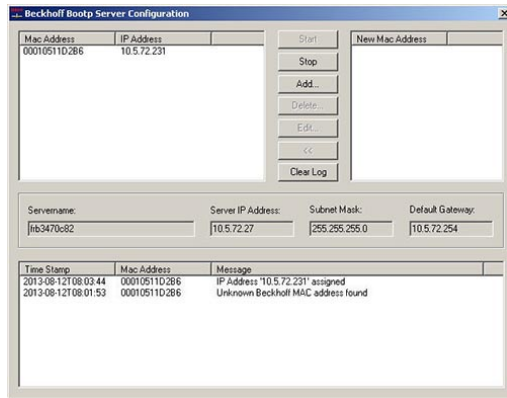 Beckhoff Bootp Server Configuration
Mac Address IP Address
00010511D2B6 10.5.72.231
Start
Stop
Add...
Delete...
Edit...
<<
Clear Log
New Mac Address
Servername: Server IP Address: Subnet Mask: Default Gateway:
frb3470c82 10.5.72.27 255.255.255.0 10.5.72.254
Time Stamp Mac Address Message
2013-08-12T08:03:44 00010511D2B6 IP Address '10.5.72.231' assigned
2013-08-12T08:01:53 00010511D2B6 Unknown Beckhoff MAC address found